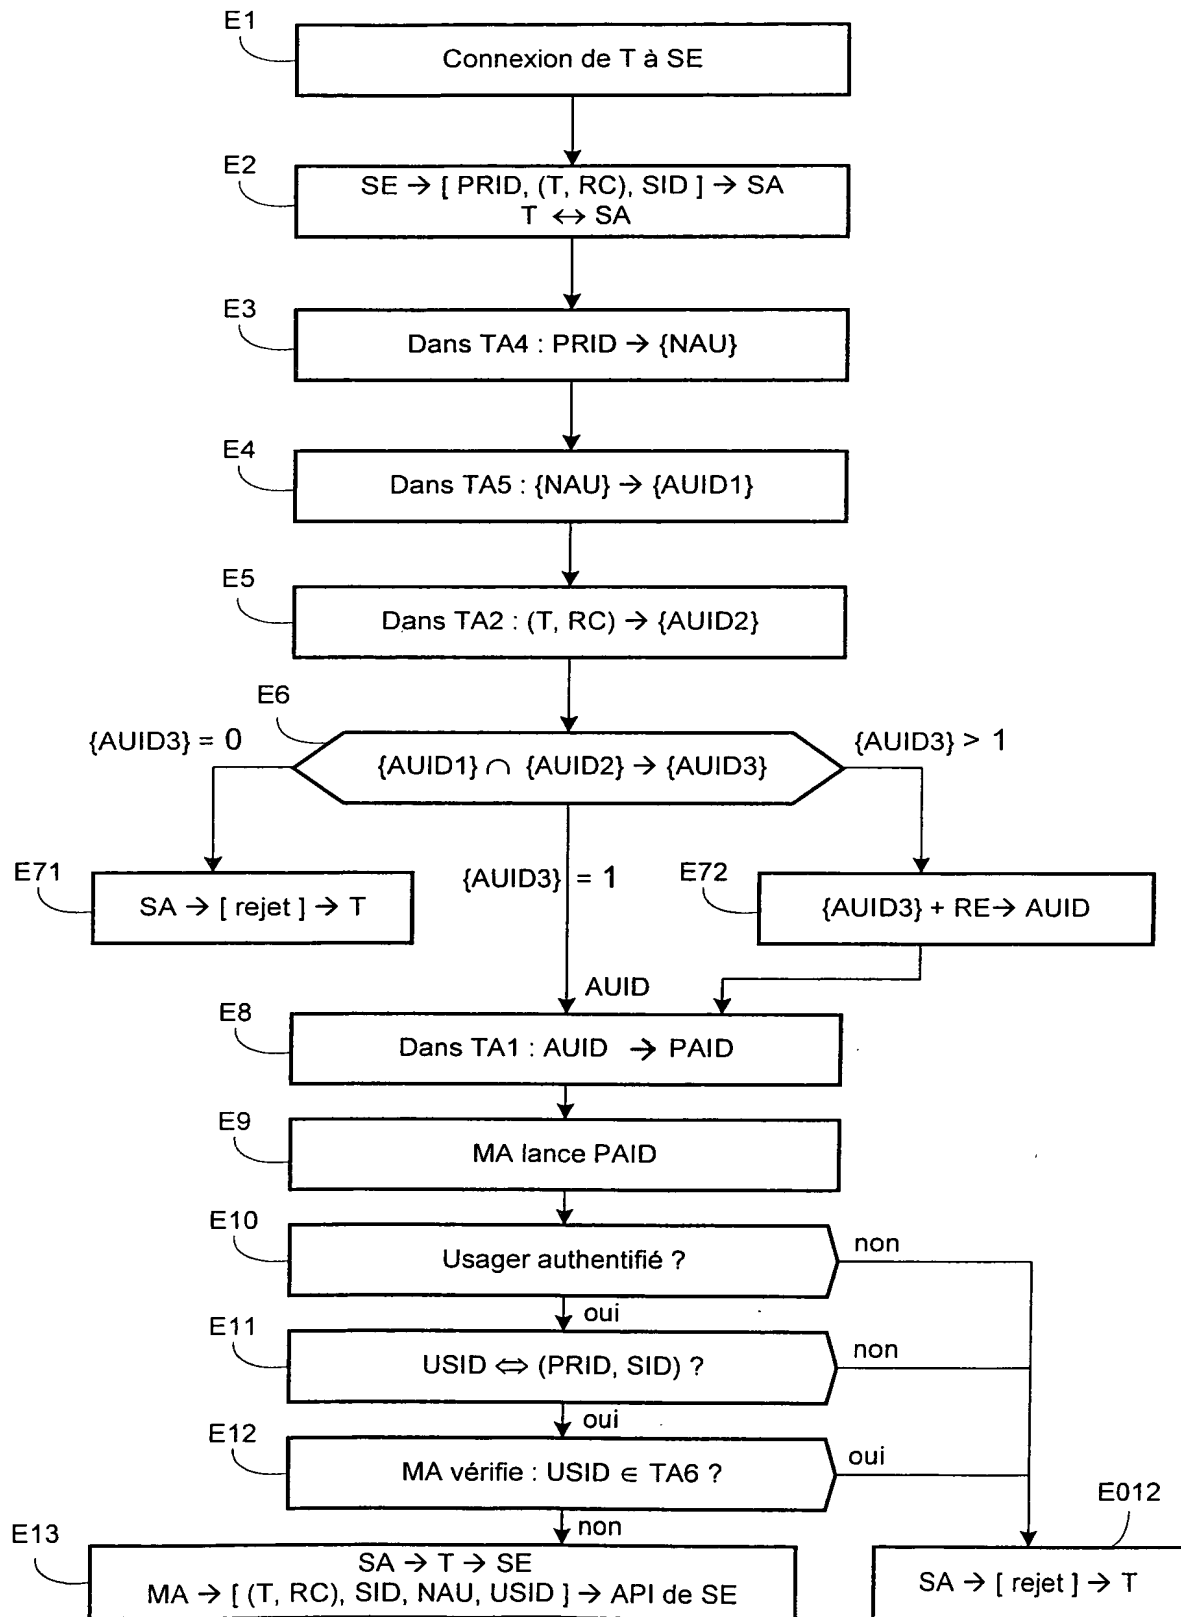 E1
Connexion de T à SE
E2
SE → [ PRID, (T, RC), SID ] → SA
T ↔ SA
E3
Dans TA4 : PRID → {NAU}
E4
Dans TA5 : {NAU} → {AUID1}
E5
Dans TA2 : (T, RC) → {AUID2}
E6
{AUID3} = 0
{AUID1} ∩ {AUID2} → {AUID3}
{AUID3} > 1
E71
SA → [ rejet ] → T
{AUID3} = 1
E72
{AUID3} + RE → AUID
AUID
E8
Dans TA1 : AUID → PAID
E9
MA lance PAID
E10
Usager authentifié ?
non
oui
E11
USID ⇔ (PRID, SID) ?
non
oui
E12
MA vérifie : USID ∈ TA6 ?
oui
non
E13
SA → T → SE
MA → [ (T, RC), SID, NAU, USID ] → API de SE
E012
SA → [ rejet ] → T